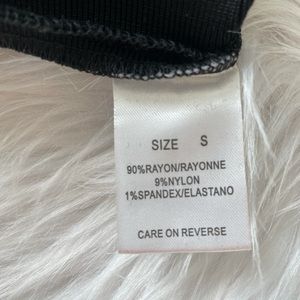 SIZE S
90%RAYON/RAYONNE
9%NYLON
1%SPANDEX/ELASTANO
CARE ON REVERSE